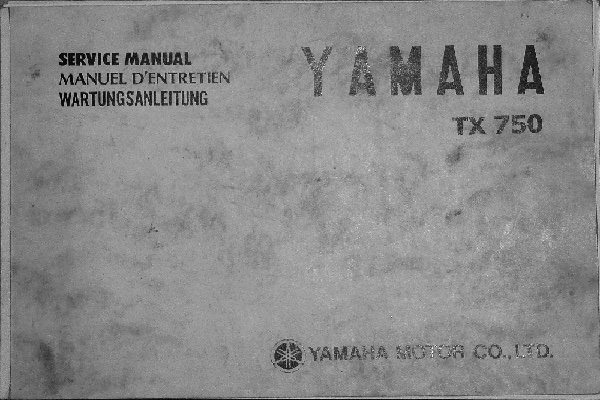 SERVICE MANUAL
MANUEL D'ENTRETIEN
WARTUNGSANLEITUNG
YAMAHA
TX 750
YAMAHA MOTOR CO., LTD.